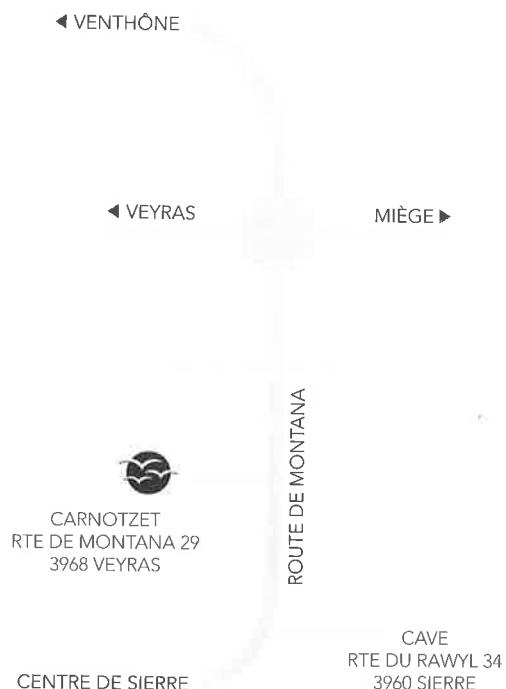 ◀ VENTHÔNE
◀ VEYRAS
MIÈGE ▶
ROUTE DE MONTANA
CARNOTZET
RTE DE MONTANA 29
3968 VEYRAS
CAVE
RTE DU RAWYL 34
3960 SIERRE
CENTRE DE SIERRE